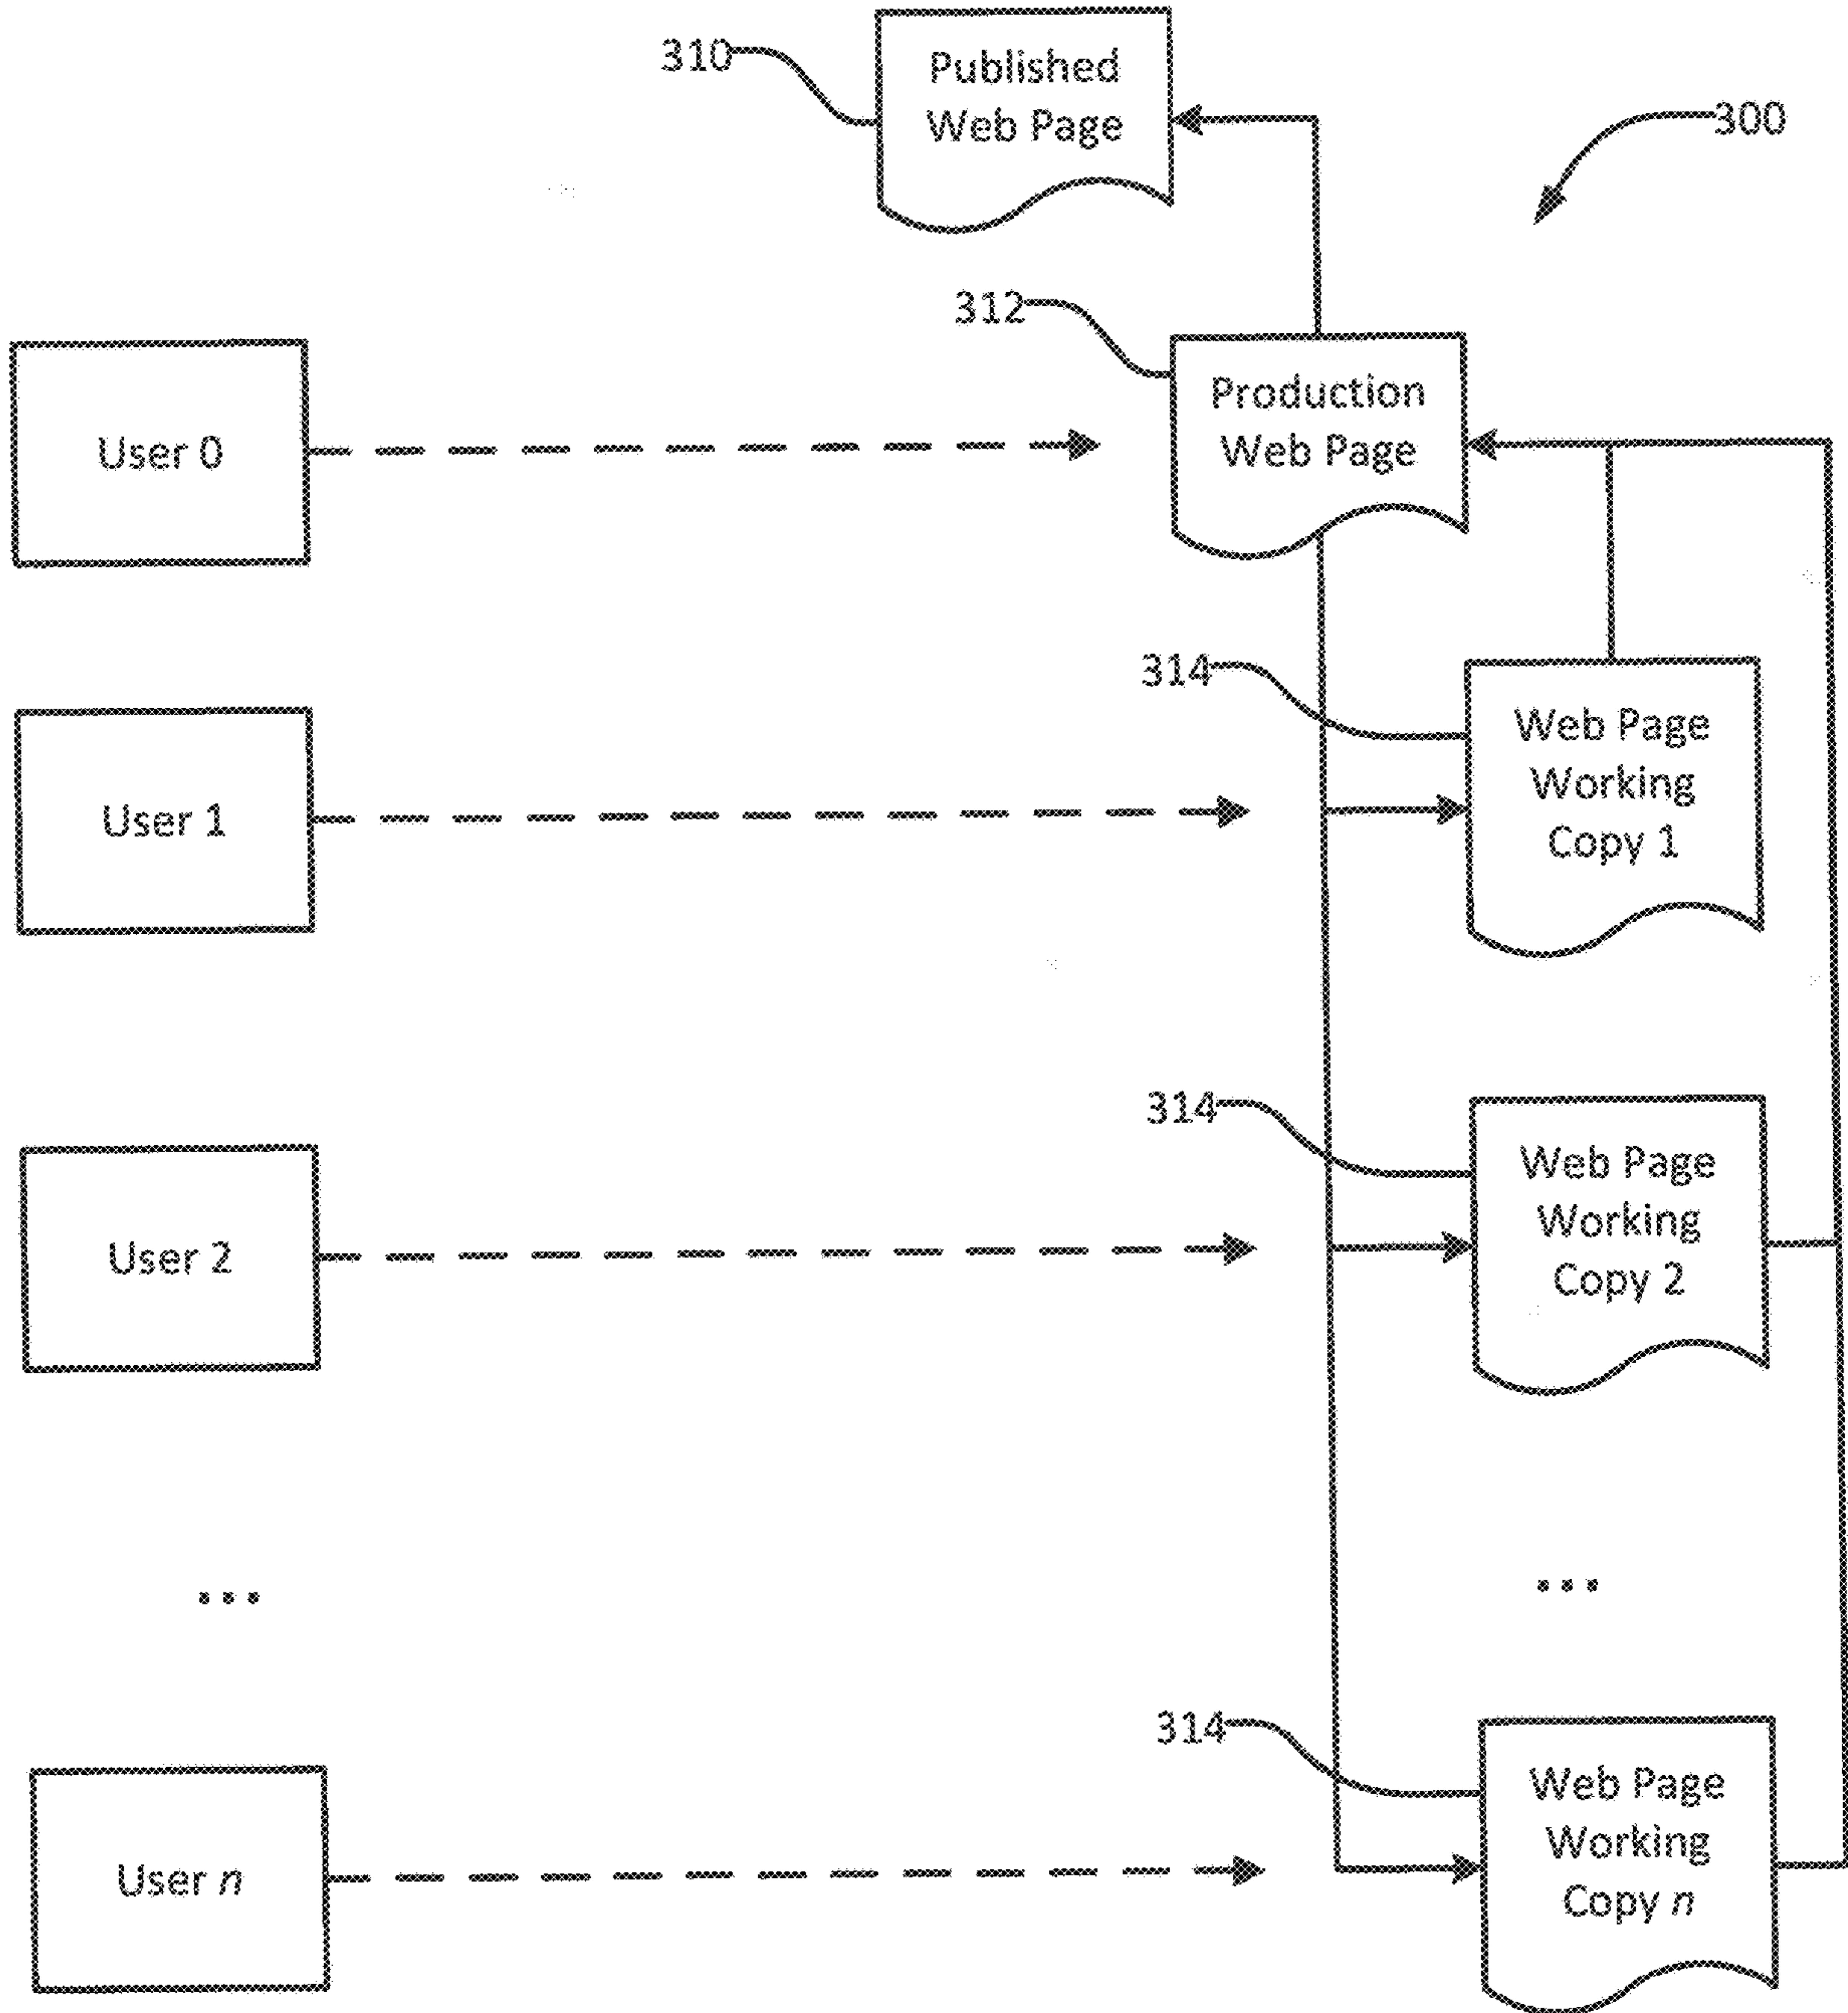 310
Published
Web Page
300
312
Production
Web Page
User 0
314
Web Page
Working
Copy 1
User 1
314
Web Page
Working
Copy 2
User 2
...
...
314
Web Page
Working
Copy n
User n